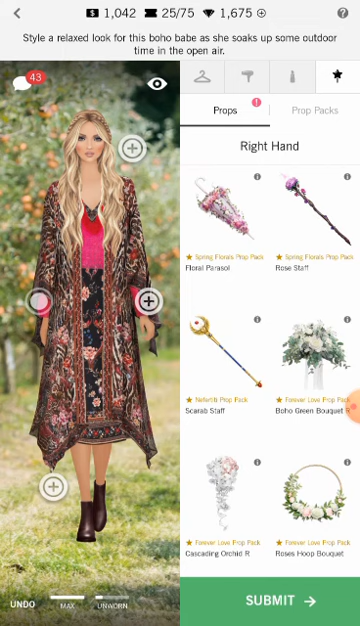 1,042 25/75 1,675
Style a relaxed look for this boho babe as she soaks up some outdoor
time in the open air.
43
Props
!
Prop Packs
Right Hand
Spring Florals Prop Pack
Floral Parasol
Spring Florals Prop Pack
Rose Staff
Nefertiti Prop Pack
Scarab Staff
Forever Love Prop Pack
Boho Green Bouquet R
Forever Love Prop Pack
Cascading Orchid R
Forever Love Prop Pack
Roses Hoop Bouquet
UNDO
MAX
UNWORN
SUBMIT